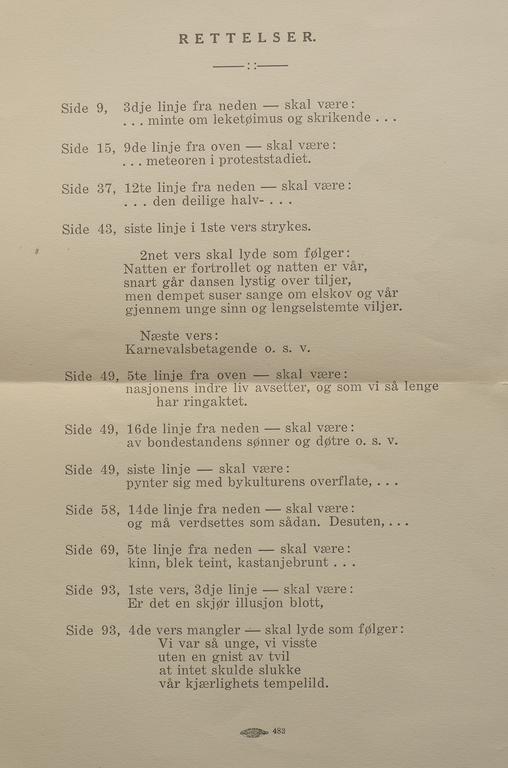 RETTELSER.
Side 9, 3dje linje fra neden — skal være:
. . . minte om leketøimus og skrikende . . .
Side 15, 9de linje fra oven — skal være:
. . . meteoren i proteststadiet.
Side 37, 12te linje fra neden — skal være:
. . . den deilige halv- . . .
Side 43, siste linje i 1ste vers strykes.
2net vers skal lyde som følger:
Natten er fortrollet og natten er vår,
snart går dansen lystig over tiljer,
men dempet suser sange om elskov og vår
gjennem unge sinn og lengselstemte viljer.
Næste vers:
Karnevalsbetagende o. s. v.
Side 49, 5te linje fra oven — skal være:
nasjonens indre liv avsetter, og som vi så lenge
har ringaktet.
Side 49, 16de linje fra neden — skal være:
av bondestandens sønner og døtre o. s. v.
Side 49, siste linje — skal være:
pynter sig med bykulturens overflate, . . .
Side 58, 14de linje fra neden — skal være:
og må verdsettes som sådan. Desuten, . . .
Side 69, 5te linje fra neden — skal være:
kinn, blek teint, kastanjebrunt . . .
Side 93, 1ste vers, 3dje linje — skal være:
Er det en skjør illusjon blott,
Side 93, 4de vers mangler — skal lyde som følger:
Vi var så unge, vi visste
uten en gnist av tvil
at intet skulde slukke
vår kjærlighets tempelild.
483